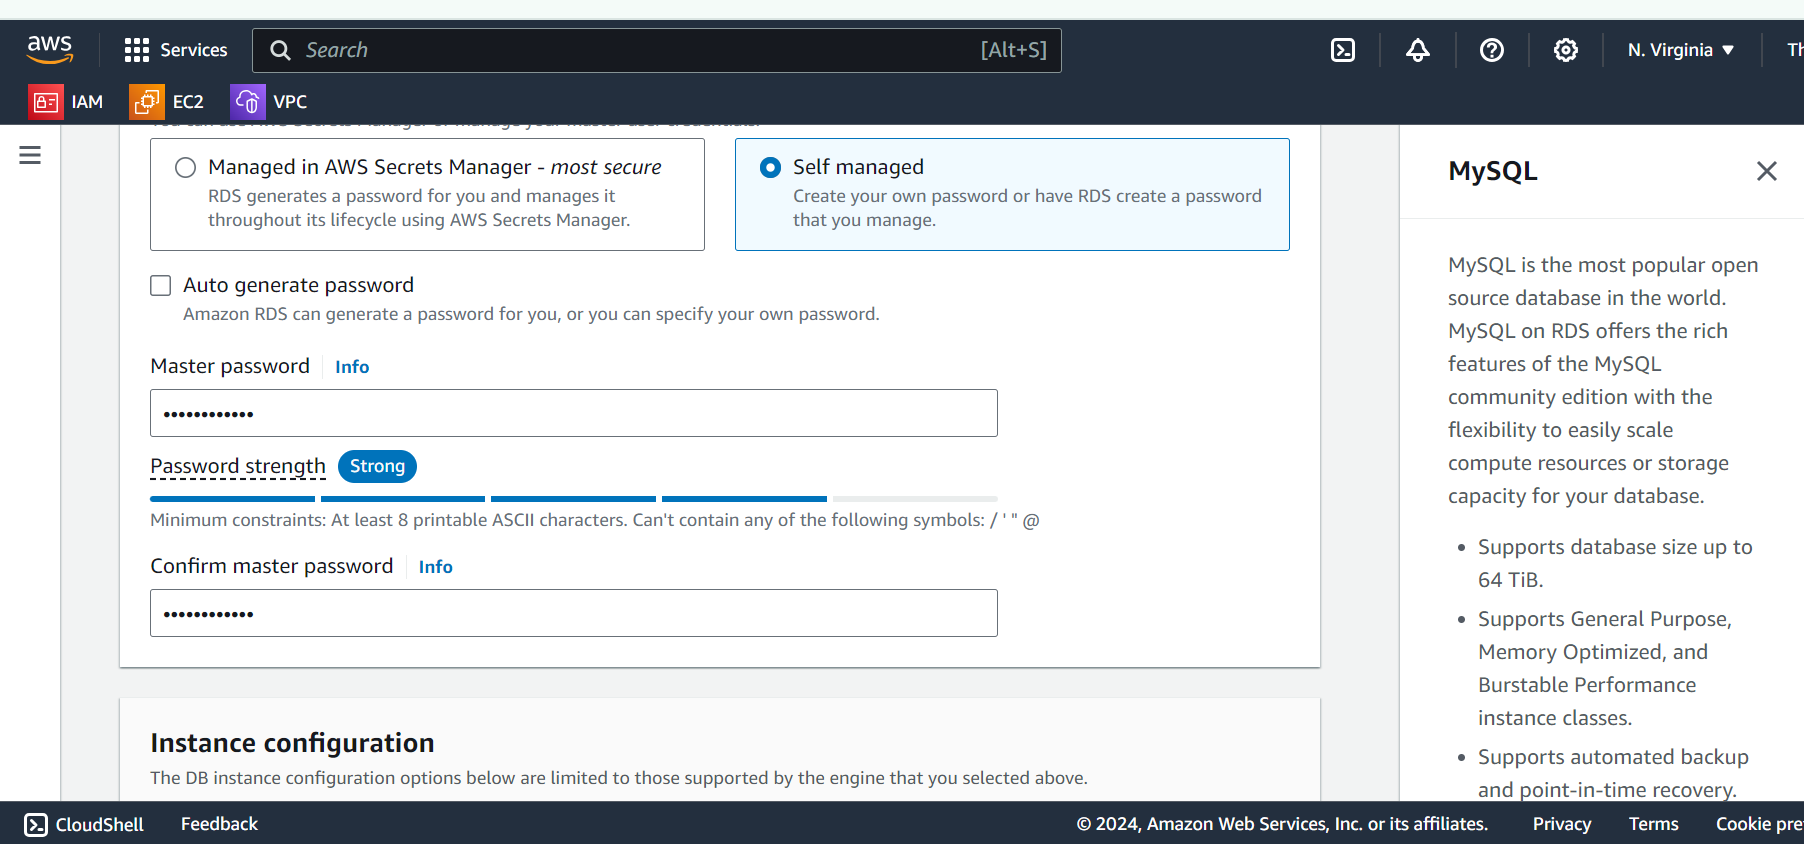 aws
Services
Search
[Alt+S]
N. Virginia
IAM
EC2
VPC
Managed in AWS Secrets Manager - most secure
RDS generates a password for you and manages it
throughout its lifecycle using AWS Secrets Manager.
Self managed
Create your own password or have RDS create a password
that you manage.
Auto generate password
Amazon RDS can generate a password for you, or you can specify your own password.
Master password
Info
••••••••••••
Password strength
Strong
Minimum constraints: At least 8 printable ASCII characters. Can't contain any of the following symbols: / ' " @
Confirm master password
Info
••••••••••••
Instance configuration
The DB instance configuration options below are limited to those supported by the engine that you selected above.
MySQL
MySQL is the most popular open
source database in the world.
MySQL on RDS offers the rich
features of the MySQL
community edition with the
flexibility to easily scale
compute resources or storage
capacity for your database.
• Supports database size up to
64 TiB.
• Supports General Purpose,
Memory Optimized, and
Burstable Performance
instance classes.
• Supports automated backup
and point-in-time recovery.
CloudShell
Feedback
© 2024, Amazon Web Services, Inc. or its affiliates.
Privacy
Terms
Cookie pre